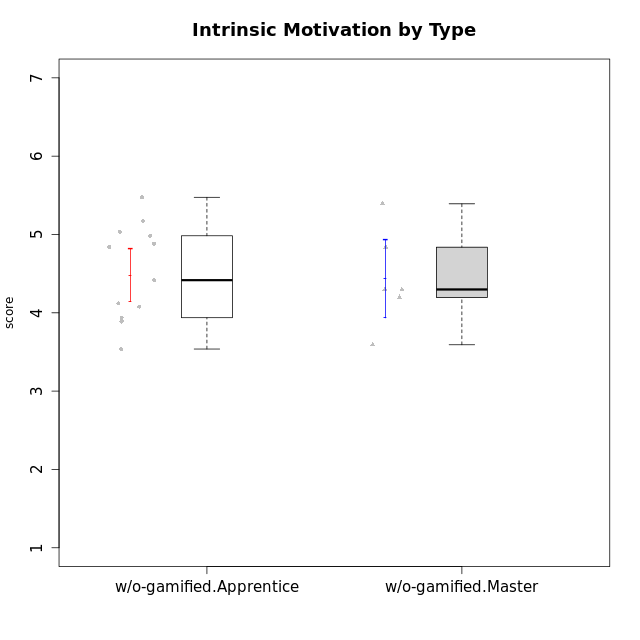 Intrinsic Motivation by Type
7
6
5
4
3
2
1
score
w/o-gamified.Apprentice
w/o-gamified.Master